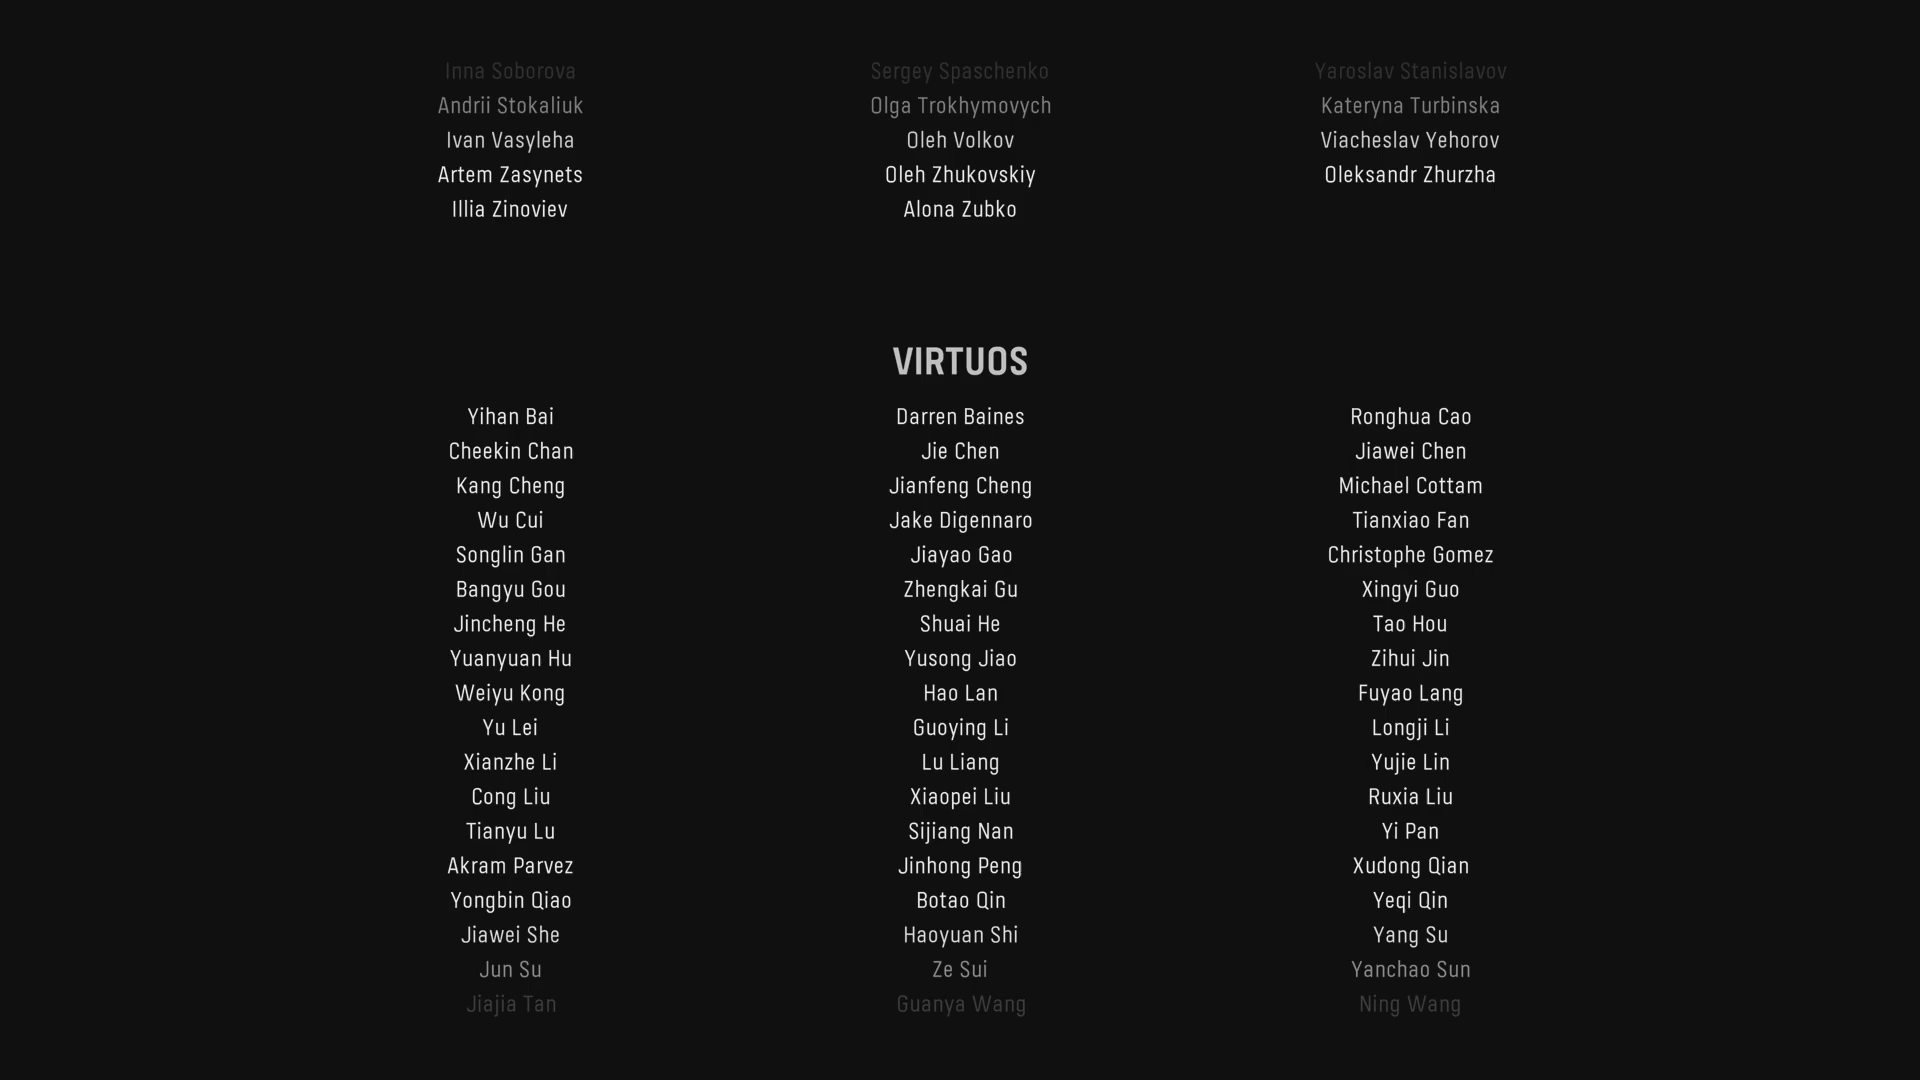 Inna Soborova Sergey Spaschenko Yaroslav Stanislavov
Andrii Stokaliuk Olga Trokhymovych Kateryna Turbinska
Ivan Vasyleha Oleh Volkov Viacheslav Yehorov
Artem Zasynets Oleh Zhukovskiy Oleksandr Zhurzha
Illia Zinoviev Alona Zubko
VIRTUOS
Yihan Bai Darren Baines Ronghua Cao
Cheekin Chan Jie Chen Jiawei Chen
Kang Cheng Jianfeng Cheng Michael Cottam
Wu Cui Jake Digennaro Tianxiao Fan
Songlin Gan Jiayao Gao Christophe Gomez
Bangyu Gou Zhengkai Gu Xingyi Guo
Jincheng He Shuai He Tao Hou
Yuanyuan Hu Yusong Jiao Zihui Jin
Weiyu Kong Hao Lan Fuyao Lang
Yu Lei Guoying Li Longji Li
Xianzhe Li Lu Liang Yujie Lin
Cong Liu Xiaopei Liu Ruxia Liu
Tianyu Lu Sijiang Nan Yi Pan
Akram Parvez Jinhong Peng Xudong Qian
Yongbin Qiao Botao Qin Yeqi Qin
Jiawei She Haoyuan Shi Yang Su
Jun Su Ze Sui Yanchao Sun
Jiajia Tan Guanya Wang Ning Wang